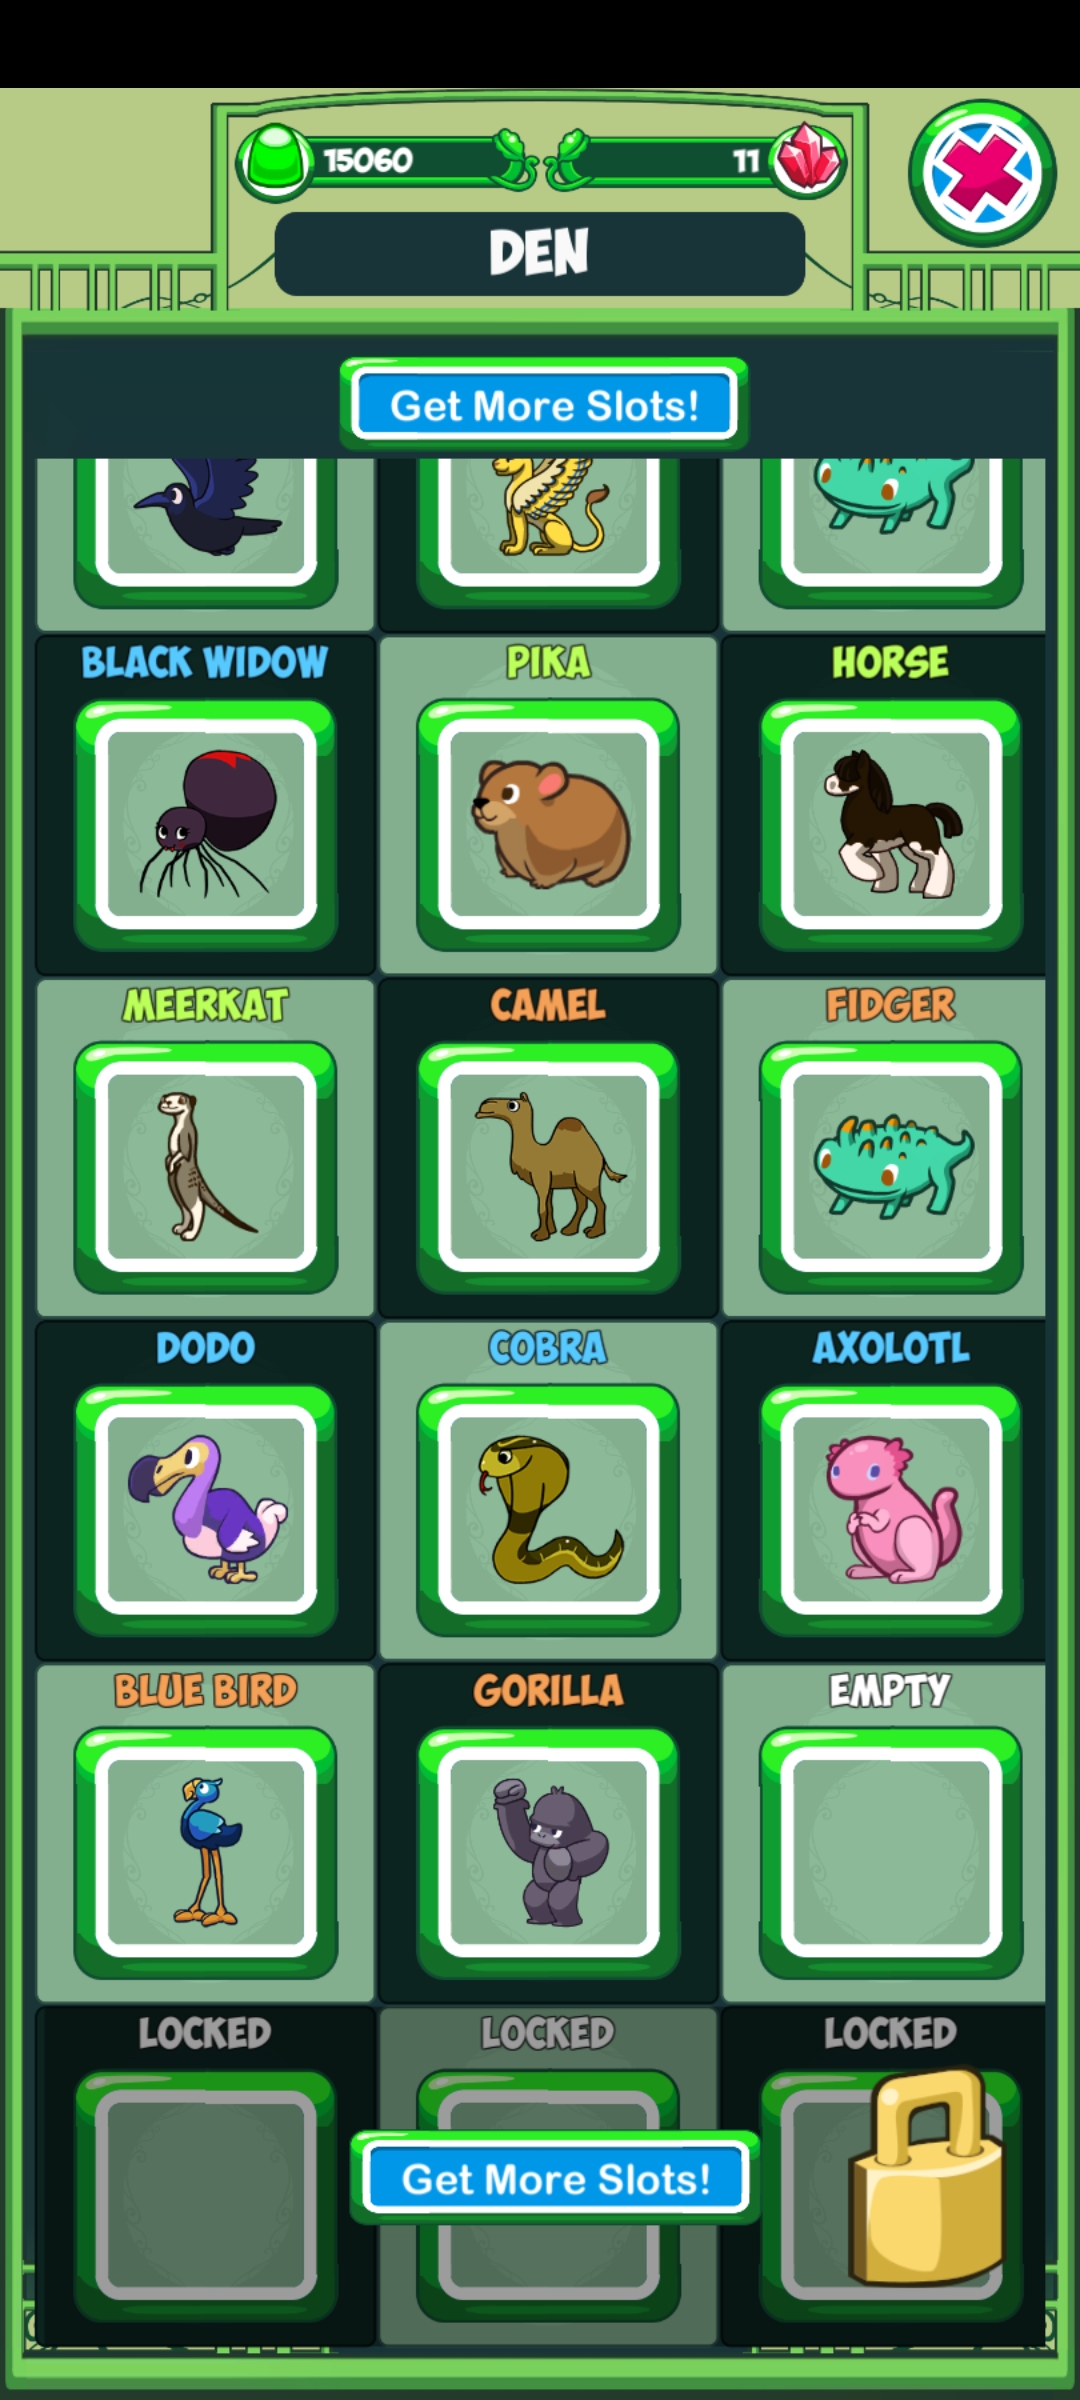 15060 11
DEN
Get More Slots!
BLACK WIDOW PIKA HORSE
MEERKAT CAMEL FIDGER
DODO COBRA AXOLOTL
BLUE BIRD GORILLA EMPTY
LOCKED LOCKED LOCKED
Get More Slots!